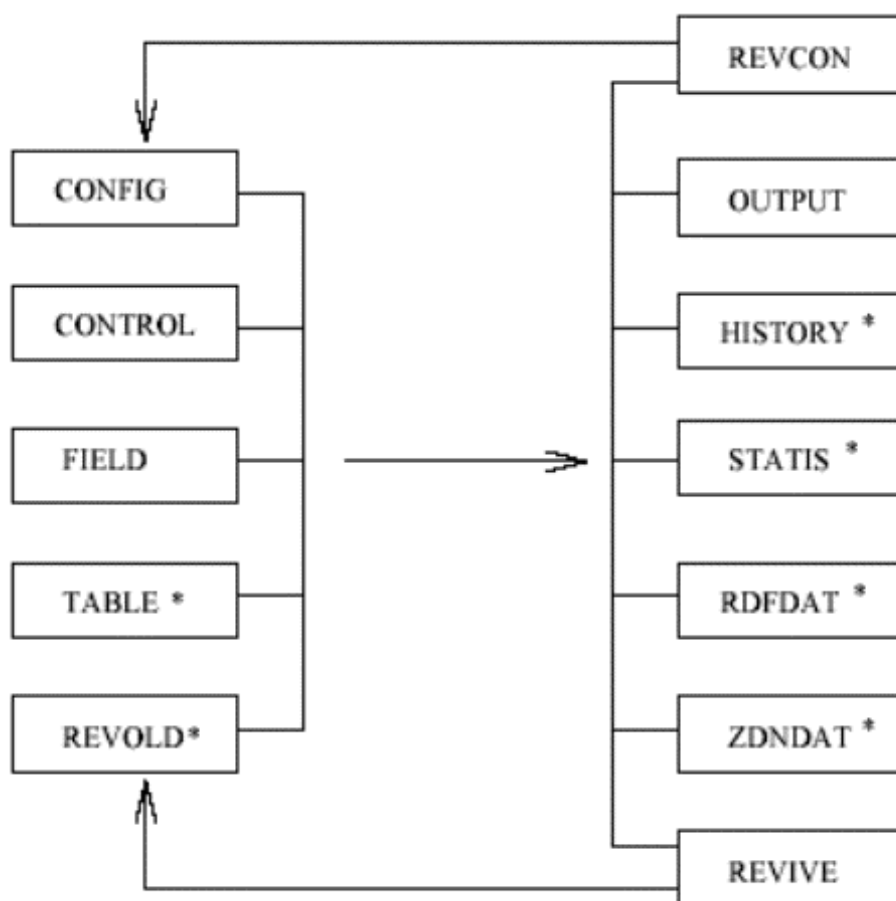 REVCON
CONFIG
OUTPUT
CONTROL
HISTORY *
FIELD
STATIS *
TABLE *
RDFDAT *
REVOLD*
ZDNDAT *
REVIVE